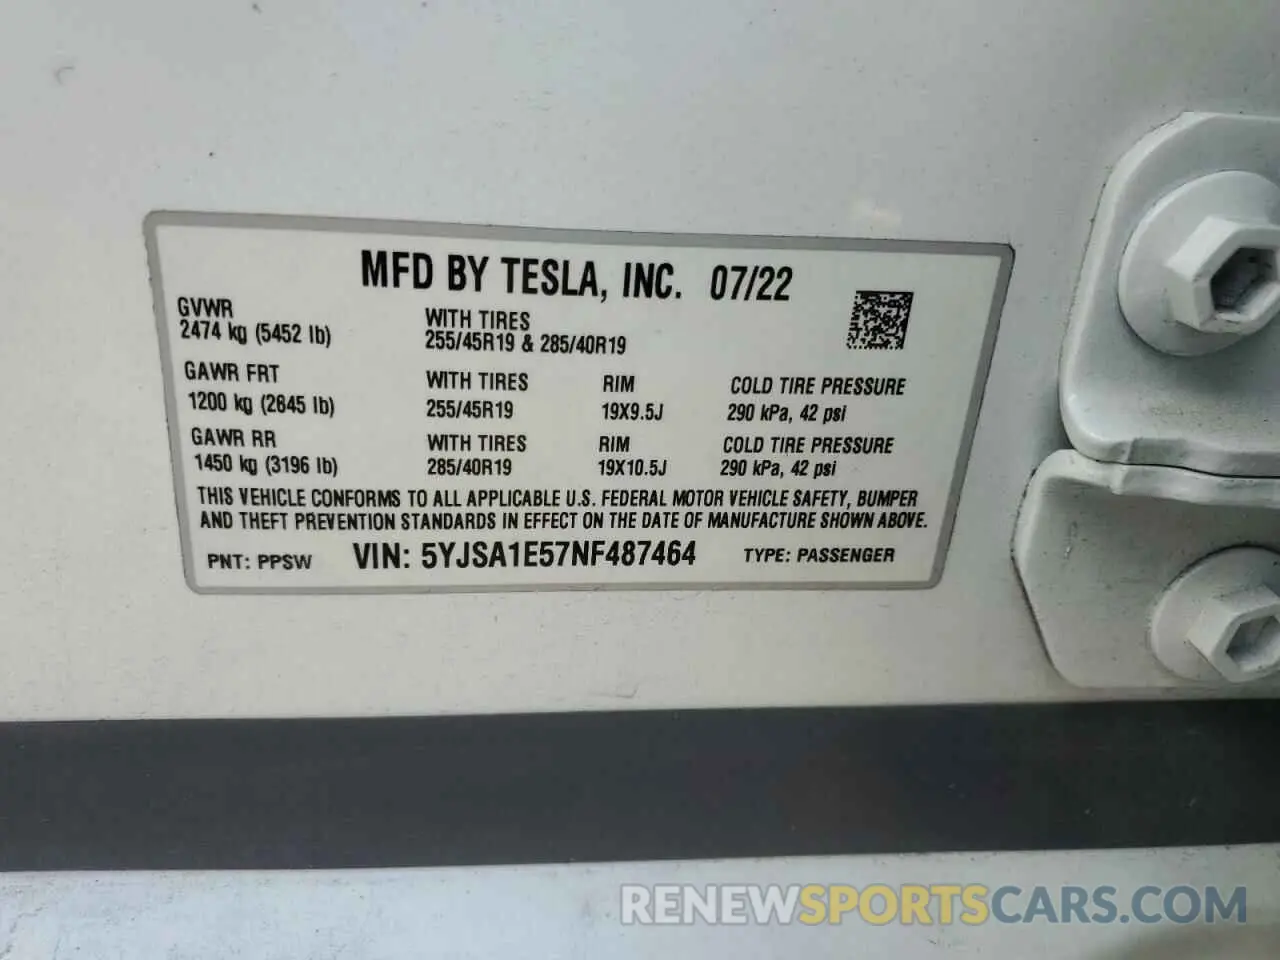 MFD BY TESLA, INC. 07/22
GVWR
2474 kg (5452 lb)
WITH TIRES
255/45R19 & 285/40R19
GAWR FRT
1200 kg (2645 lb)
WITH TIRES
255/45R19
RIM
19X9.5J
COLD TIRE PRESSURE
290 kPa, 42 psi
GAWR RR
1450 kg (3196 lb)
WITH TIRES
285/40R19
RIM
19X10.5J
COLD TIRE PRESSURE
290 kPa, 42 psi
THIS VEHICLE CONFORMS TO ALL APPLICABLE U.S. FEDERAL MOTOR VEHICLE SAFETY, BUMPER
AND THEFT PREVENTION STANDARDS IN EFFECT ON THE DATE OF MANUFACTURE SHOWN ABOVE.
PNT: PPSW VIN: 5YJSA1E57NF487464 TYPE: PASSENGER
RENEWSPORTSCARS.COM